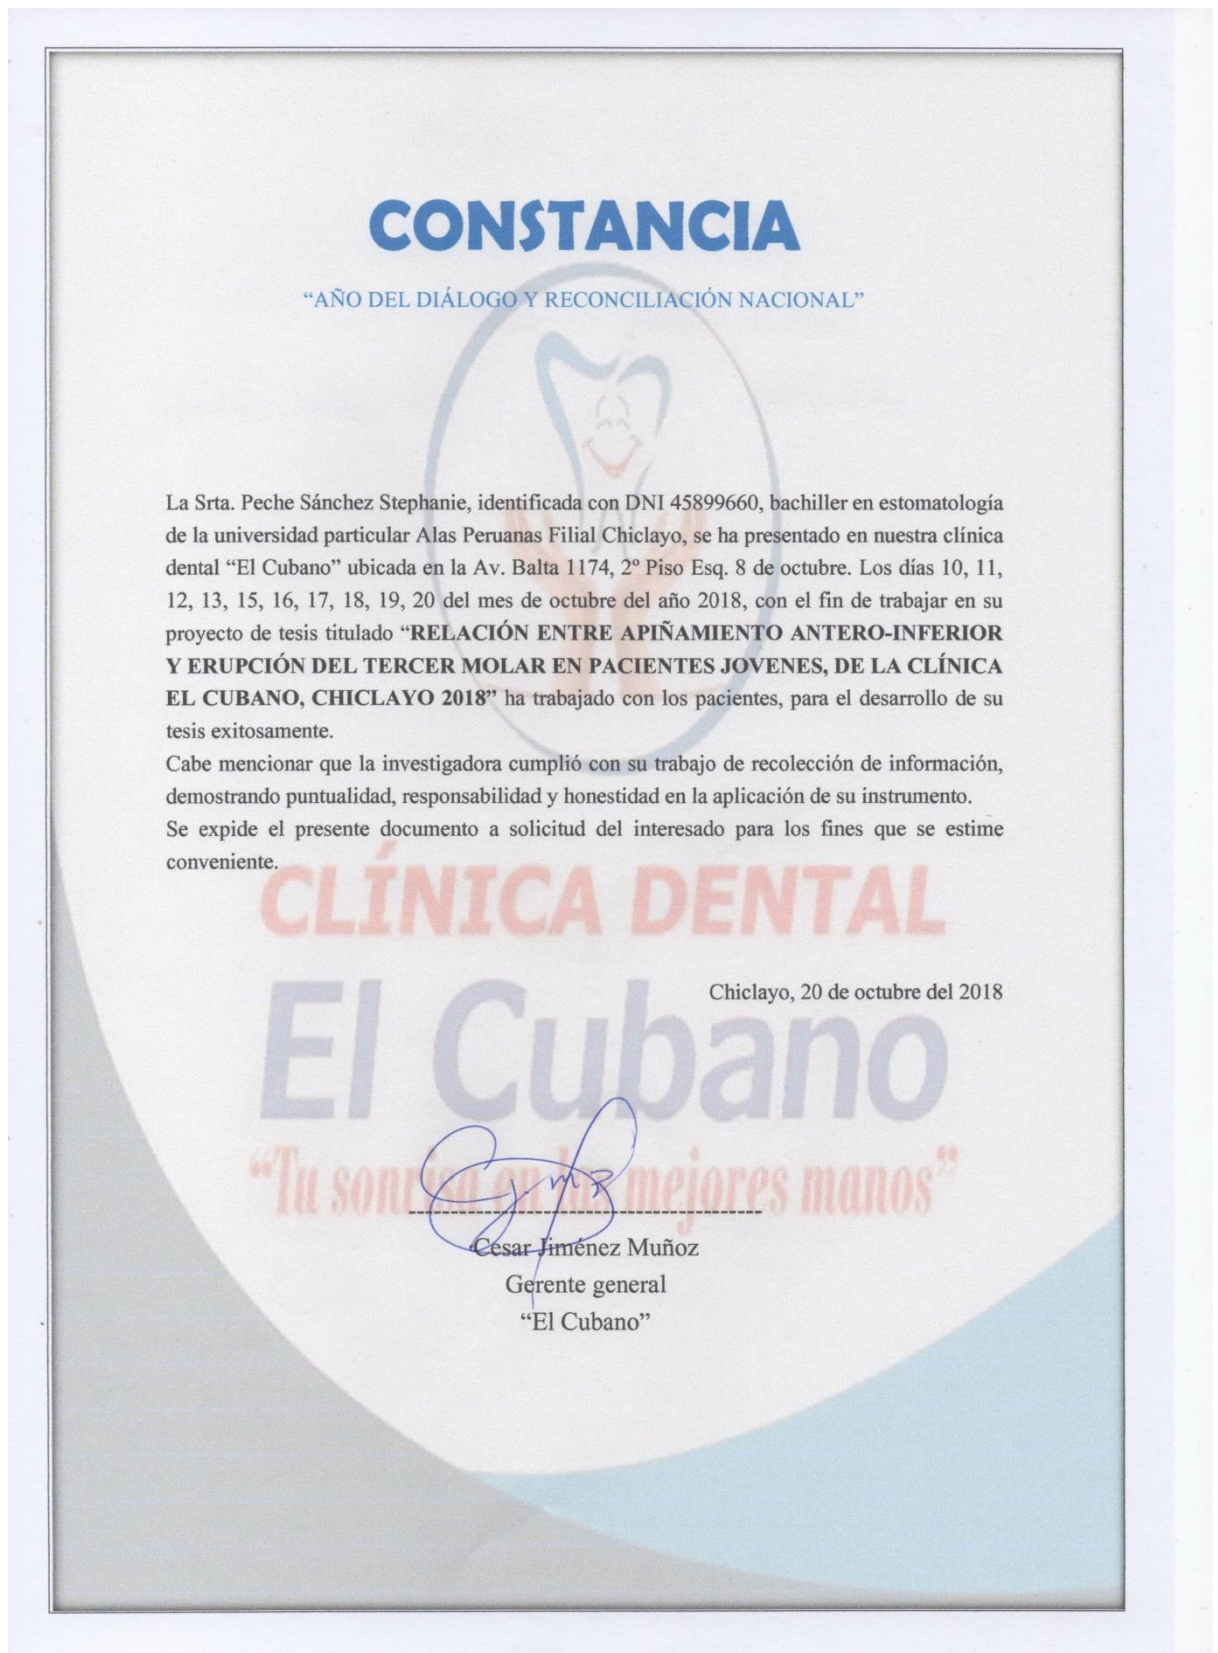 CONSTANCIA
“AÑO DEL DIÁLOGO Y RECONCILIACIÓN NACIONAL”
La Srta. Peche Sánchez Stephanie, identificada con DNI 45899660, bachiller en estomatología
de la universidad particular Alas Peruanas Filial Chiclayo, se ha presentado en nuestra clínica
dental “El Cubano” ubicada en la Av. Balta 1174, 2º Piso Esq. 8 de octubre. Los días 10, 11,
12, 13, 15, 16, 17, 18, 19, 20 del mes de octubre del año 2018, con el fin de trabajar en su
proyecto de tesis titulado “RELACIÓN ENTRE APIÑAMIENTO ANTERO-INFERIOR
Y ERUPCIÓN DEL TERCER MOLAR EN PACIENTES JOVENES, DE LA CLÍNICA
EL CUBANO, CHICLAYO 2018” ha trabajado con los pacientes, para el desarrollo de su
tesis exitosamente.
Cabe mencionar que la investigadora cumplió con su trabajo de recolección de información,
demostrando puntualidad, responsabilidad y honestidad en la aplicación de su instrumento.
Se expide el presente documento a solicitud del interesado para los fines que se estime
conveniente.
CLÍNICA DENTAL
Chiclayo, 20 de octubre del 2018
El Cubano
“Tu sonrisa en las mejores manos”
Cesar Jiménez Muñoz
Gerente general
“El Cubano”